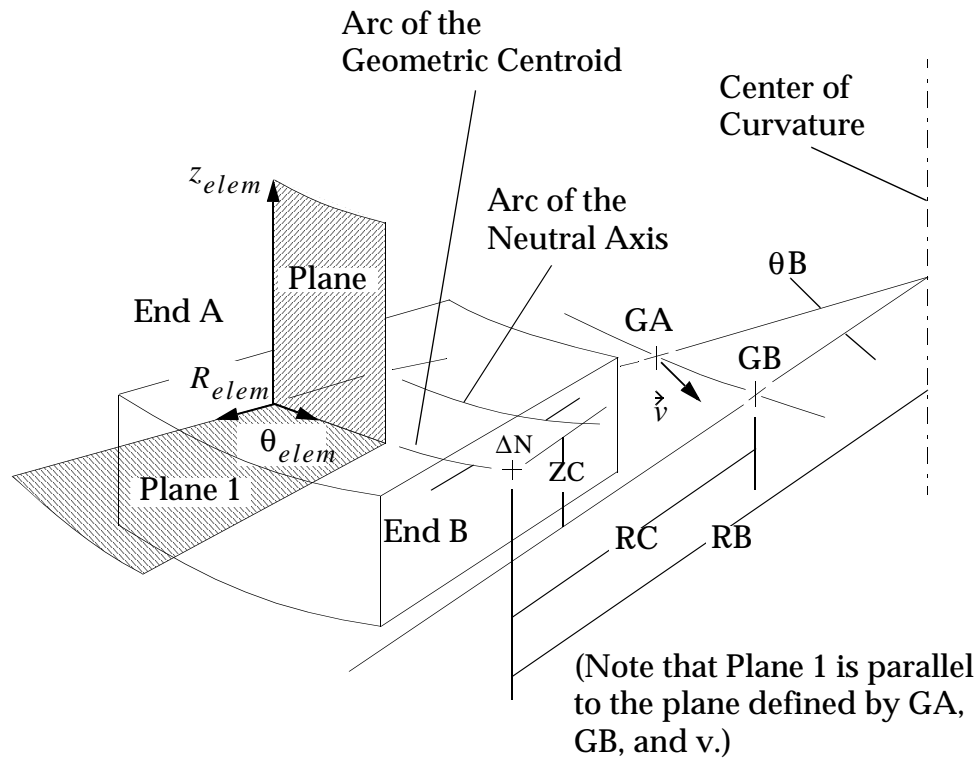 Arc of the
Geometric Centroid
Center of
Curvature
z_elem
Arc of the
Neutral Axis
Plane
θB
End A
GA
GB
R_elem
v
θ_elem
ΔN
ZC
Plane 1
End B
RC
RB
(Note that Plane 1 is parallel
to the plane defined by GA,
GB, and v.)